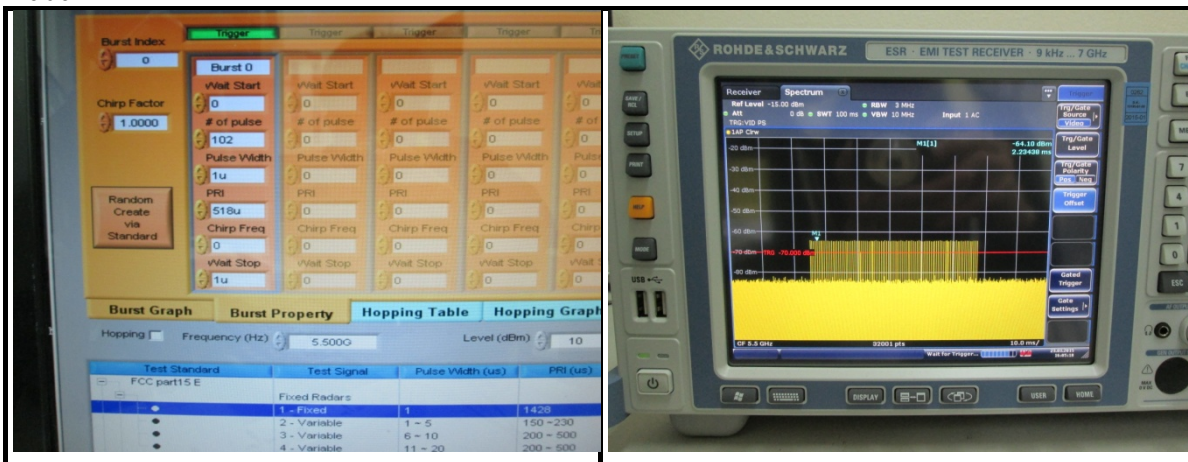 Burst Index
0
Chirp Factor
1.0000
Random
Create
via
Standard
Trigger Trigger Trigger Trigger
Burst 0
Wait Start Wait Start Wait Start Wait Start
0 0 0 0
# of pulse # of pulse # of pulse # of pulse
102 0 0 0
Pulse Width Pulse Width Pulse Width Pulse Width
1u 0 0 0
PRI PRI PRI PRI
518u 0 0 0
Chirp Freq Chirp Freq Chirp Freq Chirp Freq
0 0 0 0
Wait Stop Wait Stop Wait Stop Wait Stop
1u 0 0 0
Burst Graph Burst Property Hopping Table Hopping Graph
Hopping Frequency (Hz) 5.500G Level (dBm) 10
Test Standard Test Signal Pulse Width (us) PRI (us)
FCC part15 E
Fixed Radars
1 - Fixed 1 1428
2 - Variable 1 ~ 5 150 ~230
3 - Variable 6 ~ 10 200 ~ 500
4 - Variable 11 ~ 20 200 ~ 500
ROHDE&SCHWARZ ESR · EMI TEST RECEIVER · 9 kHz ... 7 GHz
PRESET
SAVE / RCL
SETUP
PRINT
HELP
MODE
USB
Receiver Spectrum
Ref Level -15.00 dBm RBW 3 MHz
Att 0 dB SWT 100 ms VBW 10 MHz Input 1 AC
TRG:VID PS
1AP Clrw
M1[1] -64.10 dBm
2.23438 ms
-20 dBm
-30 dBm
-40 dBm
-50 dBm
-60 dBm
M1
-70 dBm TRG -70.000 dBm
-80 dBm
CF 5.5 GHz 32001 pts 10.0 ms/
Wait for Trigger...
Trigger
Trg/Gate
Source
Video
Trg/Gate
Level
Trg/Gate
Polarity
Pos Neg
Trigger
Offset
Gated
Trigger
Gate
Settings
7
4
1
0
ESC
DISPLAY USER HOME